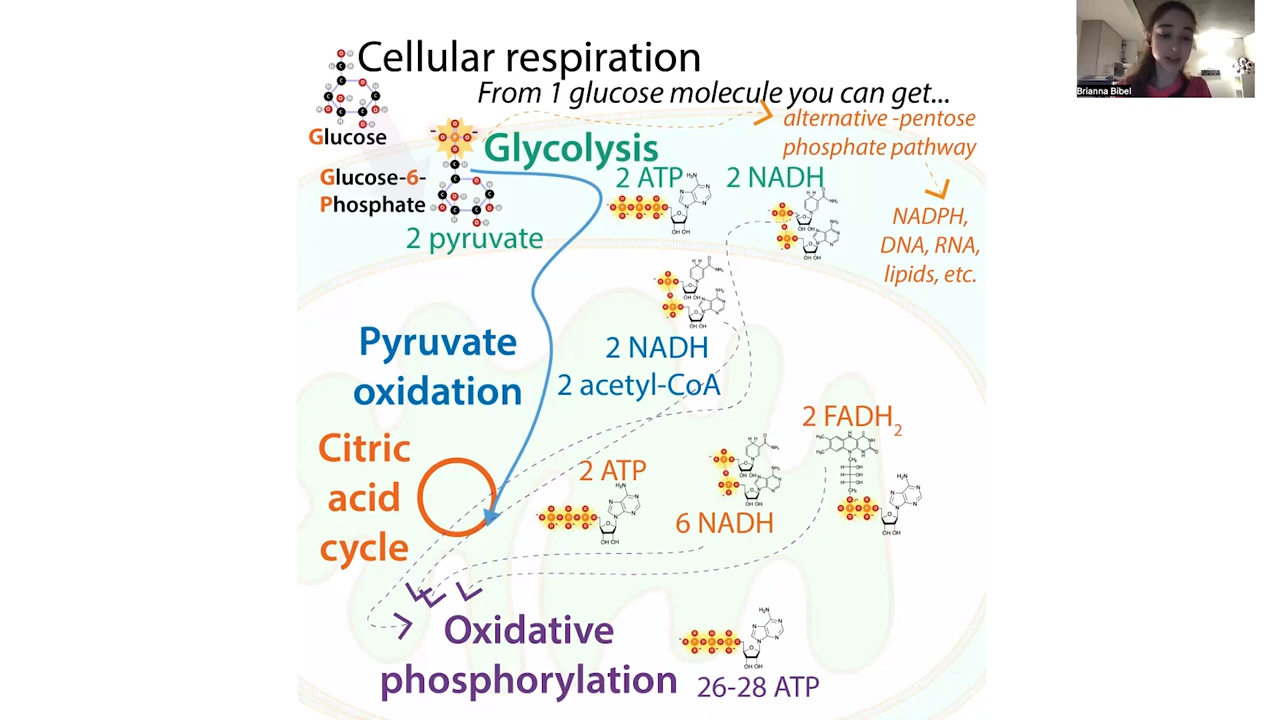 Cellular respiration
From 1 glucose molecule you can get...
Glucose
alternative -pentose
phosphate pathway
Glycolysis
Glucose-6-
Phosphate
2 ATP
2 NADH
2 pyruvate
NADPH,
DNA, RNA,
lipids, etc.
Pyruvate
oxidation
2 NADH
2 acetyl-CoA
Citric
acid
cycle
2 ATP
6 NADH
2 FADH2
Oxidative
phosphorylation
26-28 ATP
Brianna Bibel